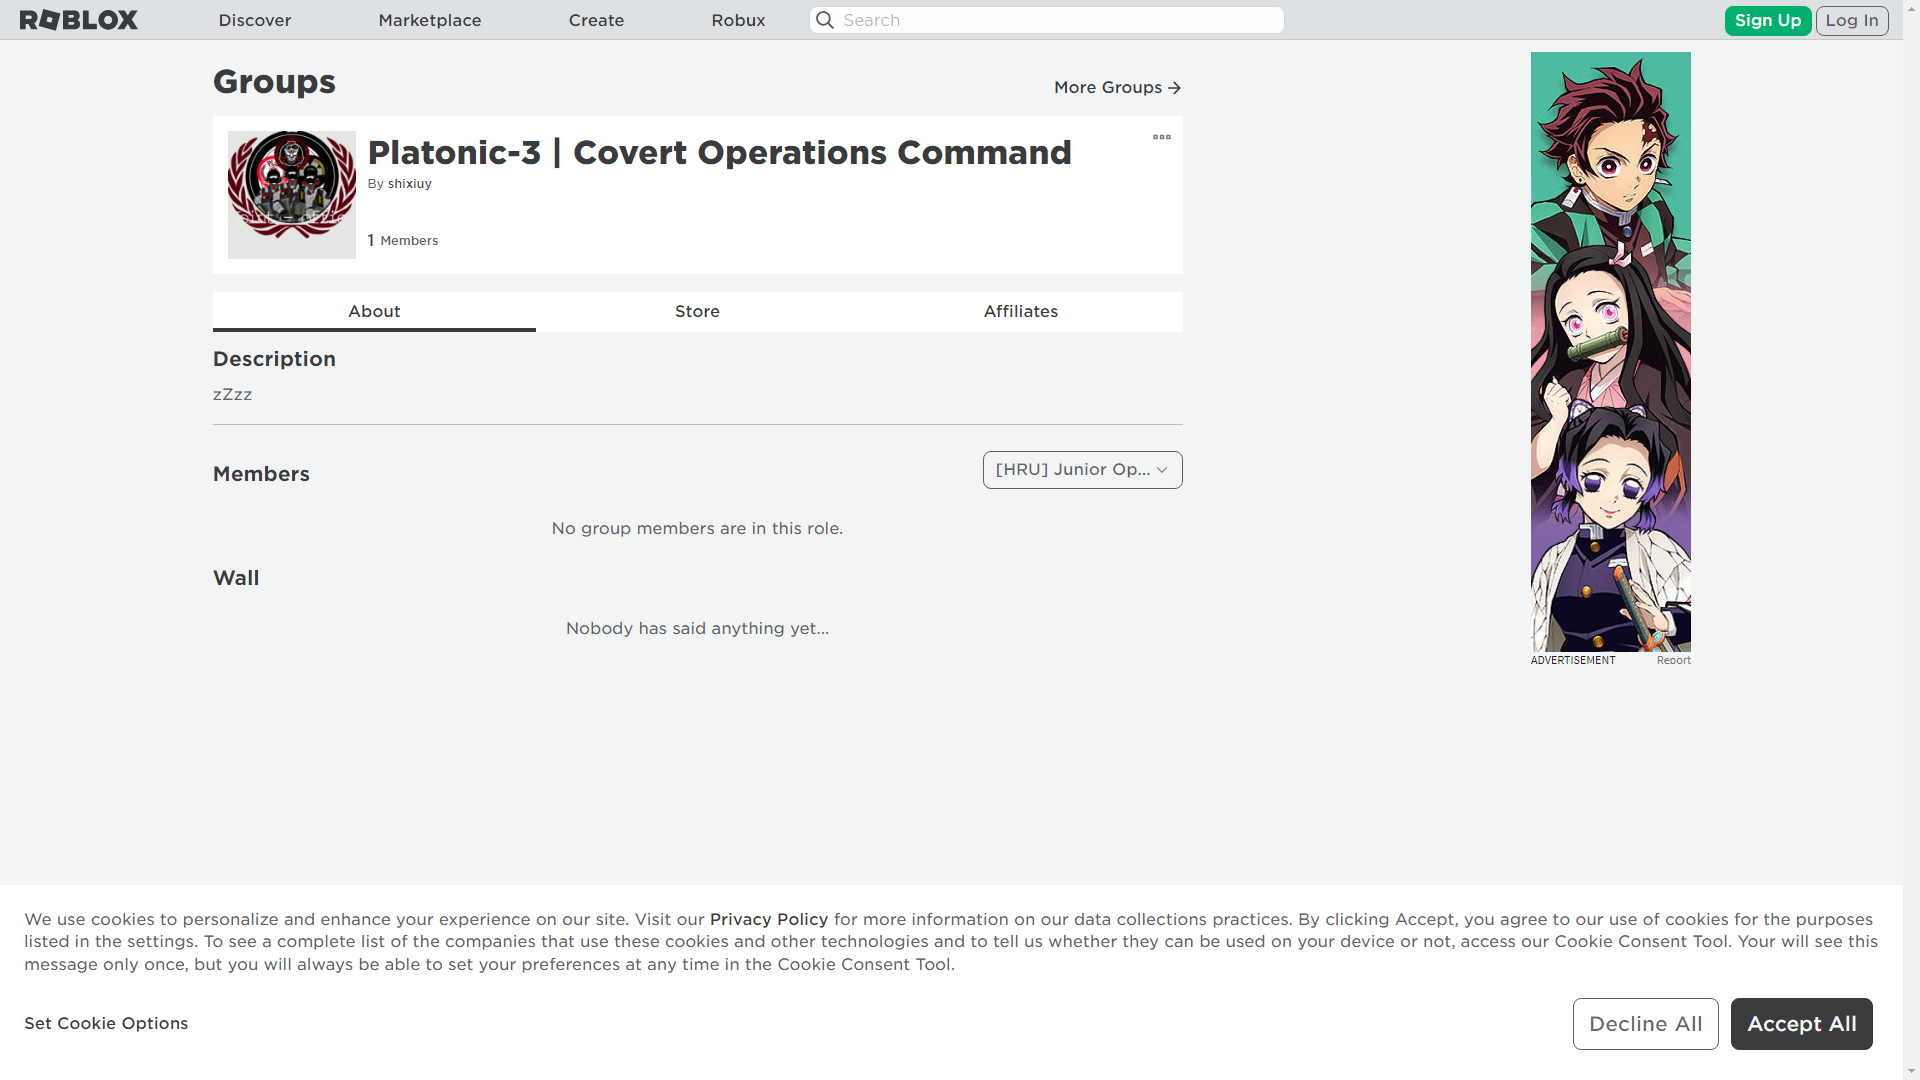 ROBLOX Discover Marketplace Create Robux Search Sign Up Log In
Groups
More Groups
Platonic-3 | Covert Operations Command
By shixiuy
1 Members
About Store Affiliates
Description
zZzz
Members
[HRU] Junior Op...
No group members are in this role.
Wall
Nobody has said anything yet...
ADVERTISEMENT Report
We use cookies to personalize and enhance your experience on our site. Visit our Privacy Policy for more information on our data collections practices. By clicking Accept, you agree to our use of cookies for the purposes
listed in the settings. To see a complete list of the companies that use these cookies and other technologies and to tell us whether they can be used on your device or not, access our Cookie Consent Tool. Your will see this
message only once, but you will always be able to set your preferences at any time in the Cookie Consent Tool.
Set Cookie Options
Decline All
Accept All